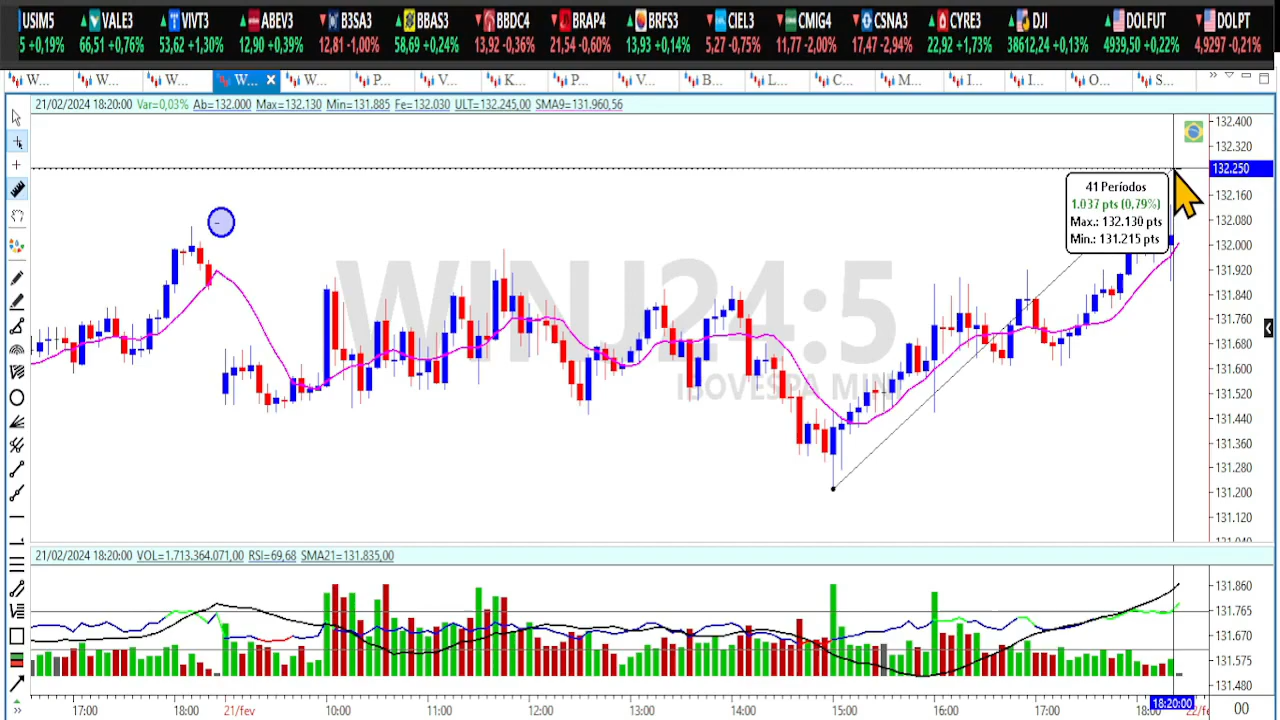 USIM5 VALE3 VIVT3 ABEV3 B3SA3 BBAS3 BBDC4 BRAP4 BRFS3 CIEL3 CMIG4 CSNA3 CYRE3 DJI DOLFUT DOLPT
5 +0,19% 66,51 +0,76% 53,62 +1,30% 12,90 +0,39% 12,81 -1,00% 58,69 +0,24% 13,92 -0,36% 21,54 -0,60% 13,93 +0,14% 5,27 -0,75% 11,77 -2,00% 17,47 -2,94% 22,92 +1,73% 38612,24 +0,13% 4939,50 +0,22% 4,9297 -0,21%
W... W... W... W... W... P... V... K... P... V... B... L... C... M... I... I... O... S...
21/02/2024 18:20:00 Var=0,03% Ab=132.000 Max=132.130 Min=131.885 Fe=132.030 ULT=132.245,00 SMA9=131.960,56
132.400
132.320
132.250
132.160
132.080
132.000
131.920
131.840
131.760
131.680
131.600
131.520
131.440
131.360
131.280
131.200
131.120
131.040
41 Períodos
1.037 pts (0,79%)
Max.: 132.130 pts
Min.: 131.215 pts
WINJ24:5
IBOVESPA MINI
21/02/2024 18:20:00 VOL=1.713.364.071,00 RSI=69,68 SMA21=131.835,00
131.860
131.765
131.670
131.575
131.480
17:00 18:00 21/fev 10:00 11:00 12:00 13:00 14:00 15:00 16:00 17:00 18:00 22/fe
18:20:00
00